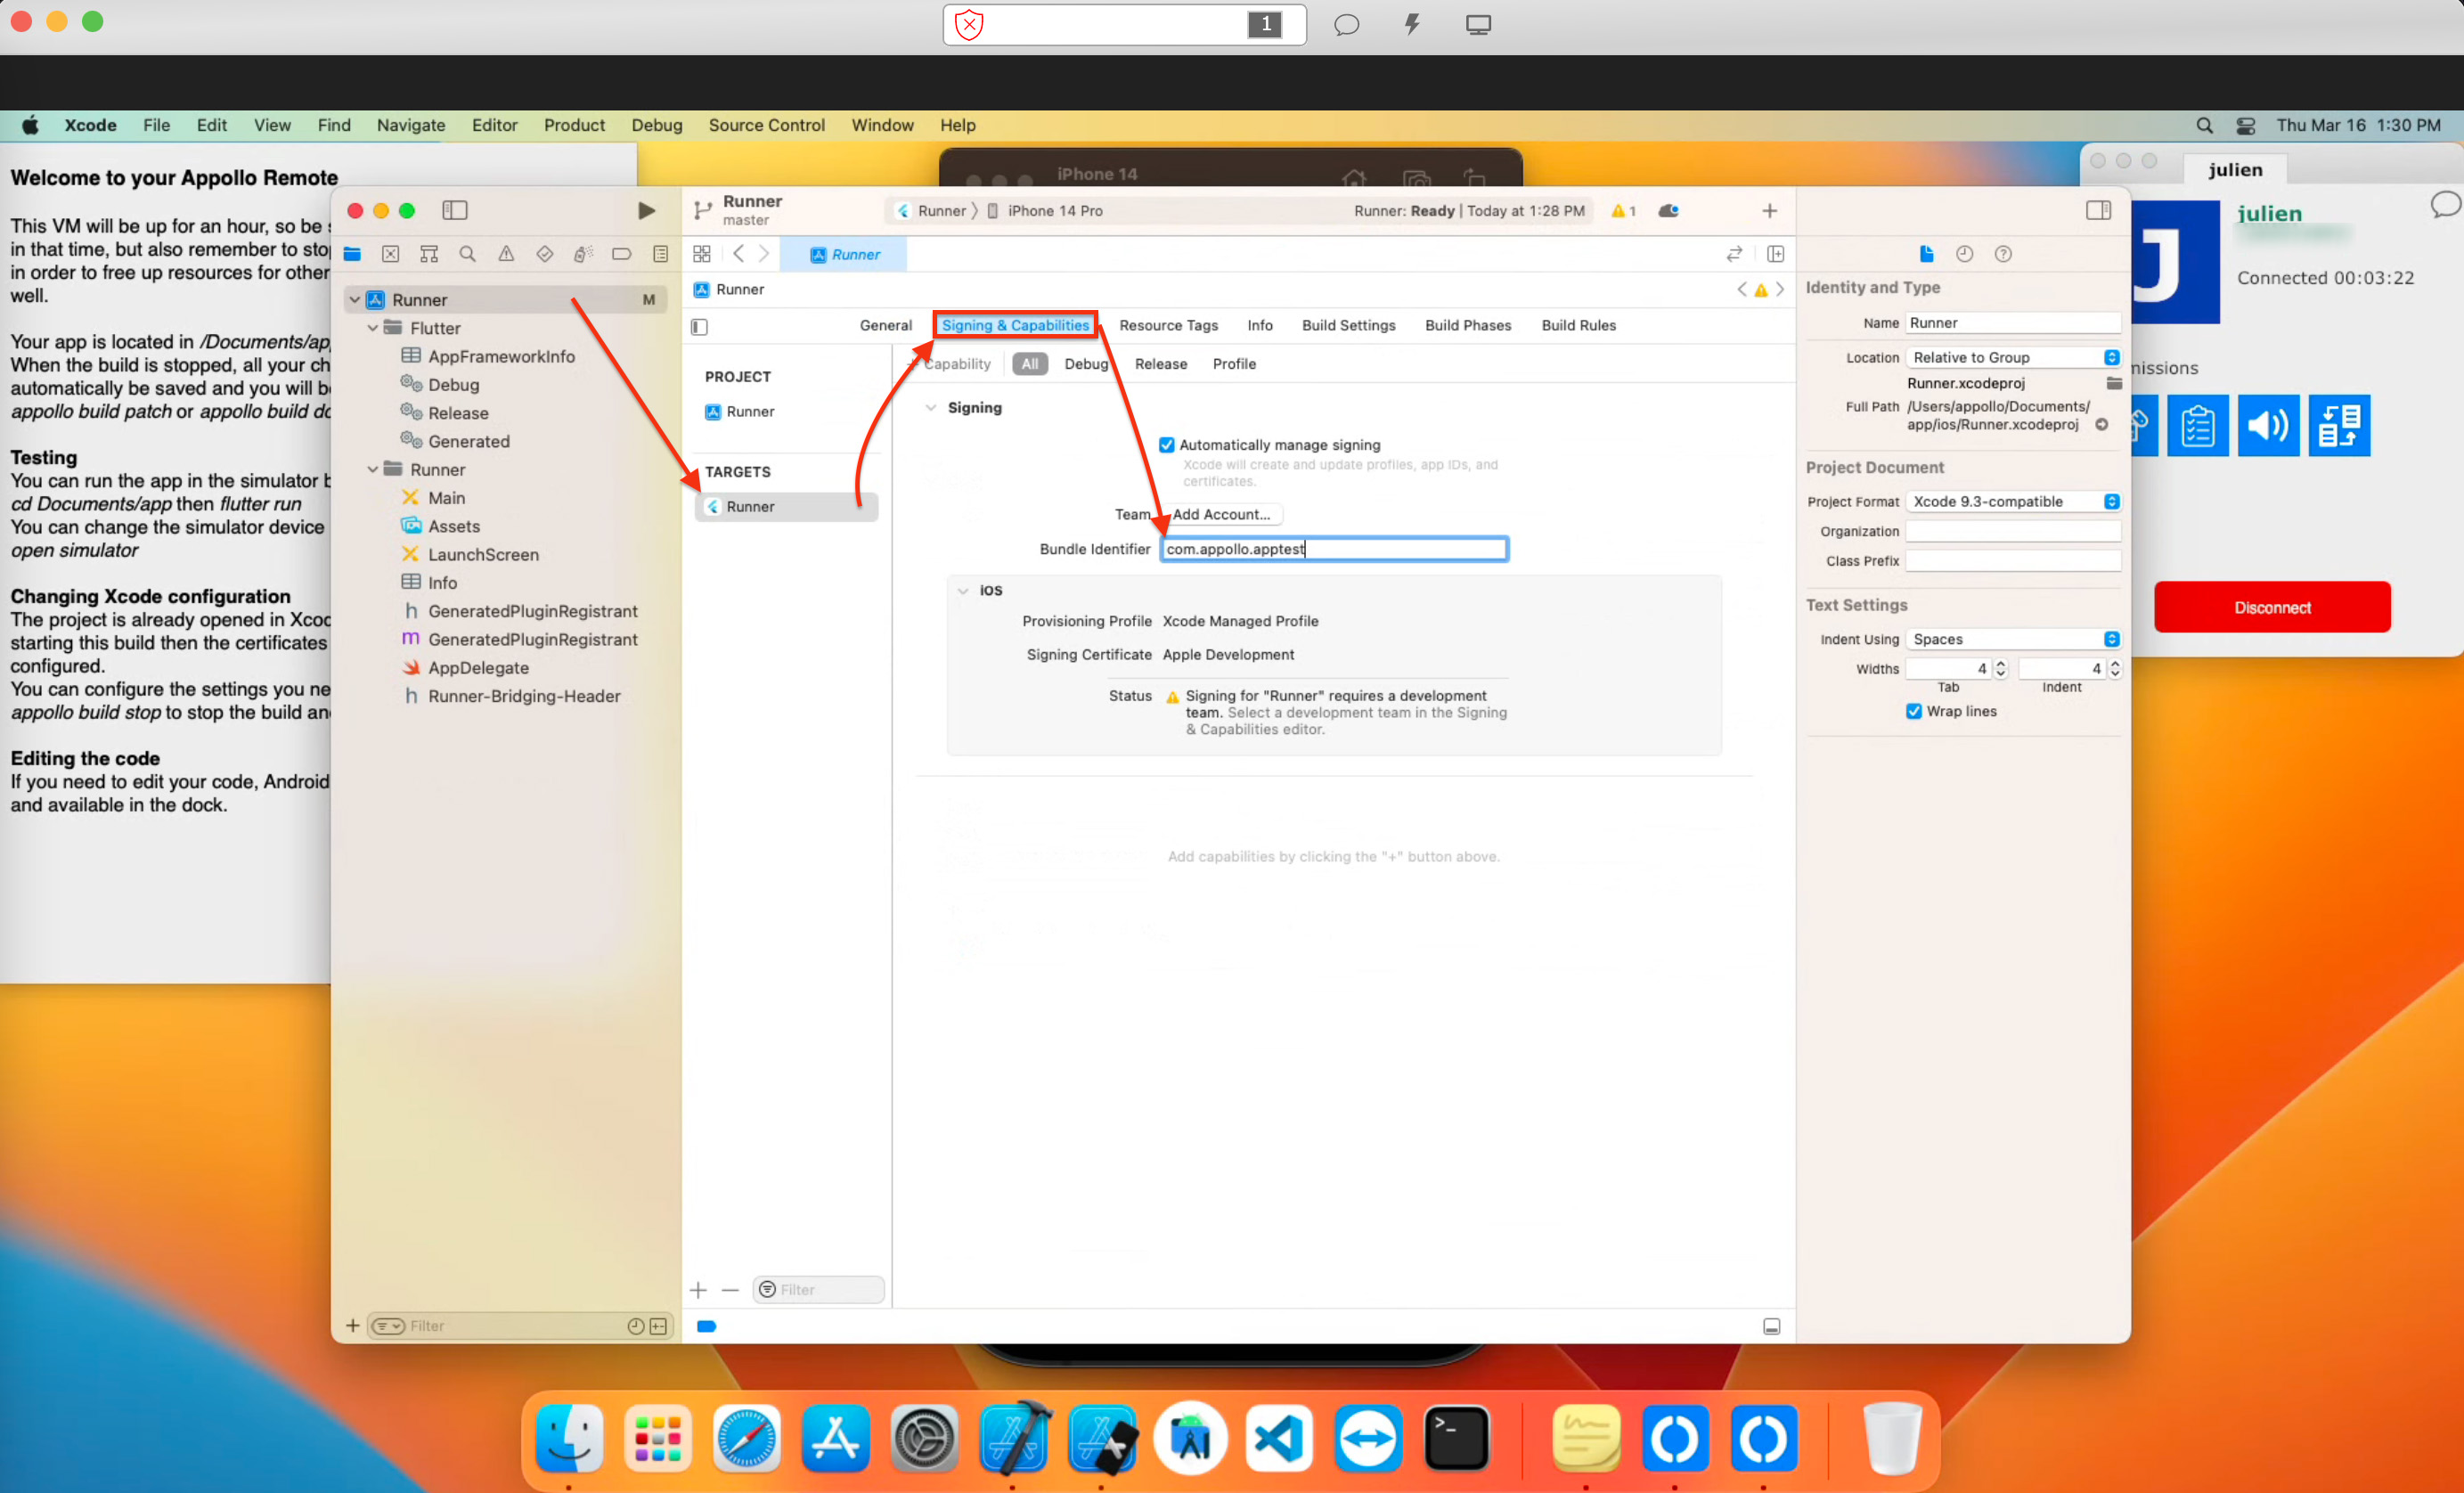 1
Xcode File Edit View Find Navigate Editor Product Debug Source Control Window Help
Thu Mar 16 1:30 PM
Welcome to your Appollo Remote
This VM will be up for an hour, so be
in that time, but also remember to sto
in order to free up resources for other
well.
Your app is located in /Documents/ap
When the build is stopped, all your ch
automatically be saved and you will b
appollo build patch or appollo build do
Testing
You can run the app in the simulator b
cd Documents/app then flutter run
You can change the simulator device
open simulator
Changing Xcode configuration
The project is already opened in Xcod
starting this build then the certificates
configured.
You can configure the settings you ne
appollo build stop to stop the build an
Editing the code
If you need to edit your code, Android
and available in the dock.
iPhone 14
Runner
master
Runner
iPhone 14 Pro
Runner: Ready | Today at 1:28 PM
1
Runner
Runner
Runner M
Flutter
AppFrameworkInfo
Debug
Release
Generated
Runner
Main
Assets
LaunchScreen
Info
h GeneratedPluginRegistrant
m GeneratedPluginRegistrant
AppDelegate
h Runner-Bridging-Header
Filter
General Signing & Capabilities Resource Tags Info Build Settings Build Phases Build Rules
PROJECT
Runner
TARGETS
Runner
Filter
Capability All Debug Release Profile
Signing
Automatically manage signing
Xcode will create and update profiles, app IDs, and
certificates.
Team Add Account...
Bundle Identifier com.appollo.apptest
iOS
Provisioning Profile Xcode Managed Profile
Signing Certificate Apple Development
Status Signing for "Runner" requires a development
team. Select a development team in the Signing
& Capabilities editor.
Add capabilities by clicking the "+" button above.
Identity and Type
Name Runner
Location Relative to Group
Runner.xcodeproj
Full Path /Users/appollo/Documents/
app/ios/Runner.xcodeproj
Project Document
Project Format Xcode 9.3-compatible
Organization
Class Prefix
Text Settings
Indent Using Spaces
Widths 4 4
Tab Indent
Wrap lines
julien
J
julien
Connected 00:03:22
missions
Disconnect